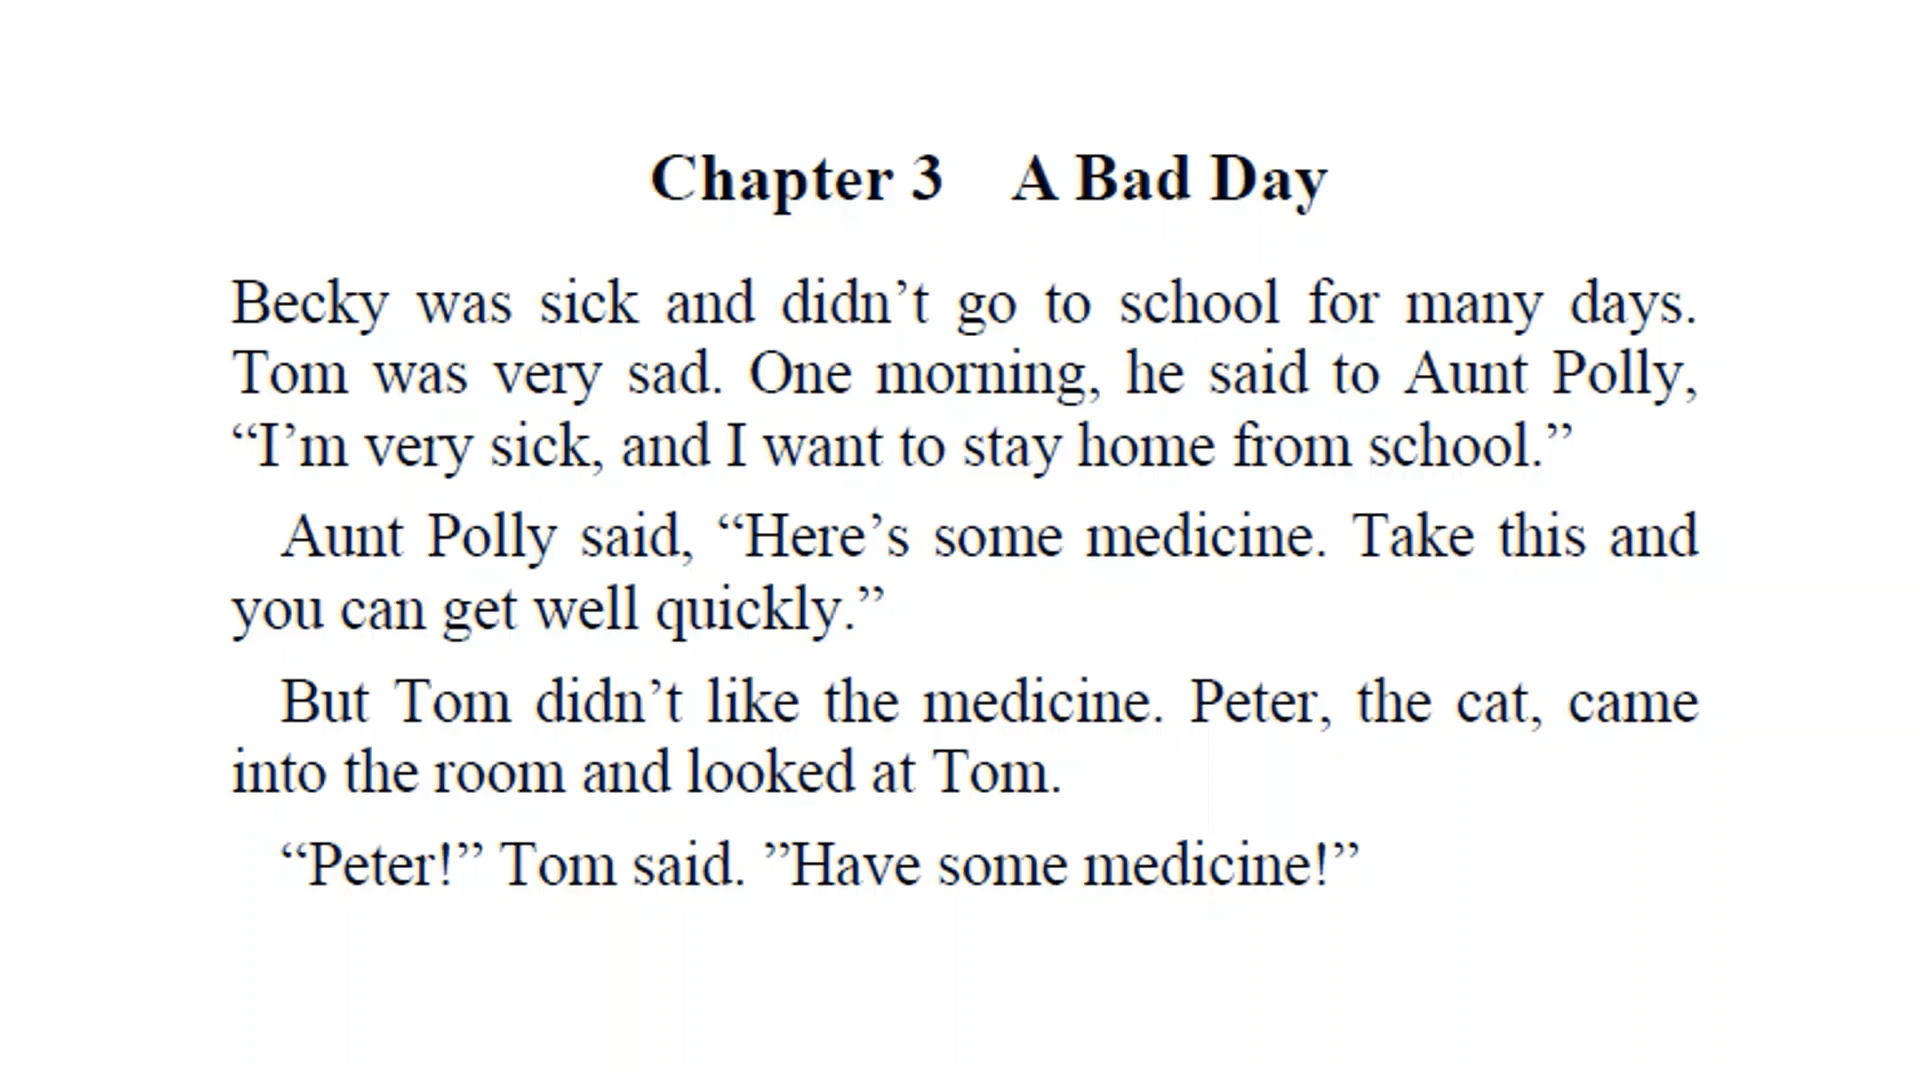 Chapter 3 A Bad Day
Becky was sick and didn’t go to school for many days.
Tom was very sad. One morning, he said to Aunt Polly,
“I’m very sick, and I want to stay home from school.”
Aunt Polly said, “Here’s some medicine. Take this and
you can get well quickly.”
But Tom didn’t like the medicine. Peter, the cat, came
into the room and looked at Tom.
“Peter!” Tom said. ”Have some medicine!”